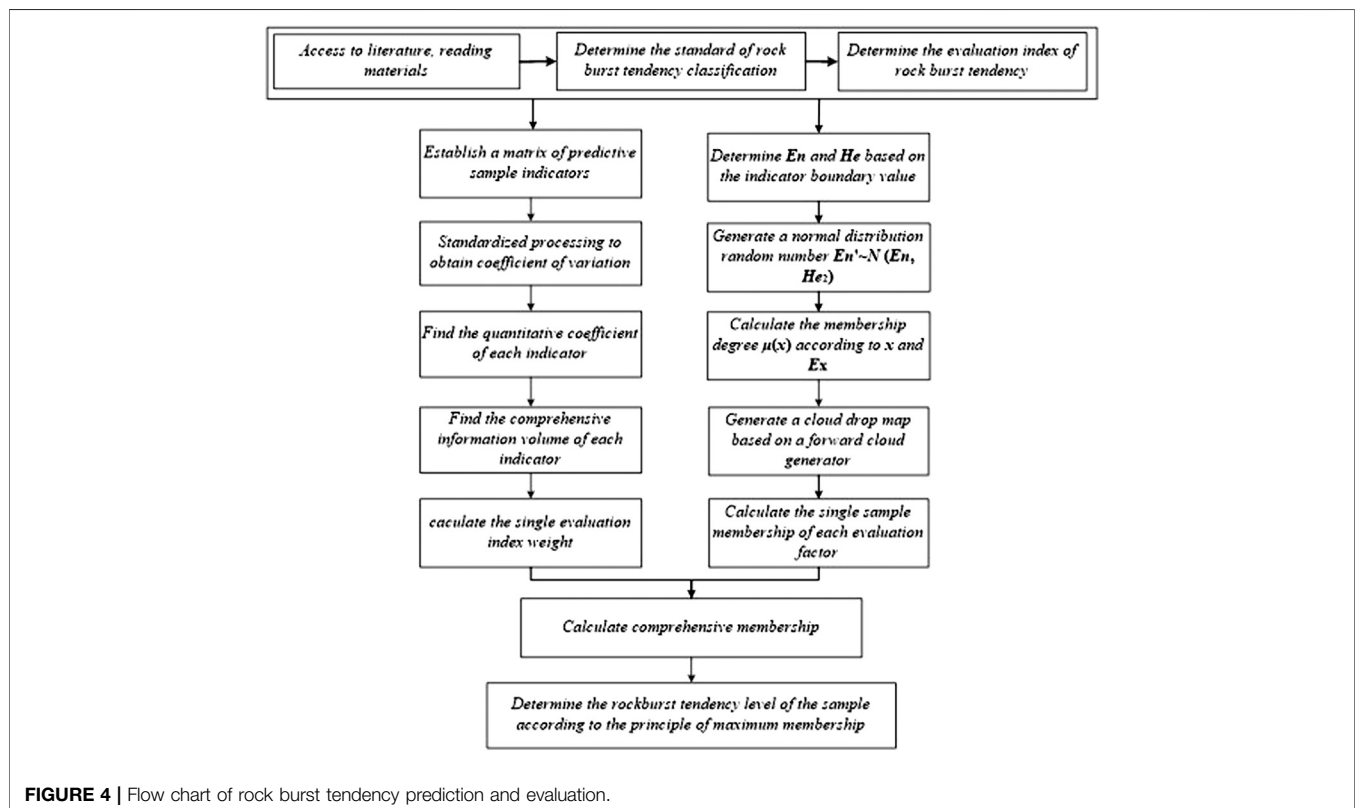 Access to literature, reading
materials
Determine the standard of rock
burst tendency classification
Determine the evaluation index of
rock burst tendency
Establish a matrix of predictive
sample indicators
Standardized processing to
obtain coefficient of variation
Find the quantitative coefficient
of each indicator
Find the comprehensive
information volume of each
indicator
caculate the single evaluation
index weight
Determine En and He based on
the indicator boundary value
Generate a normal distribution
random number En'~N (En,
He2)
Calculate the membership
degree μ(x) according to x and
Ex
Generate a cloud drop map
based on a forward cloud
generator
Calculate the single sample
membership of each evaluation
factor
Calculate comprehensive membership
Determine the rockburst tendency level of the sample
according to the principle of maximum membership
FIGURE 4 | Flow chart of rock burst tendency prediction and evaluation.